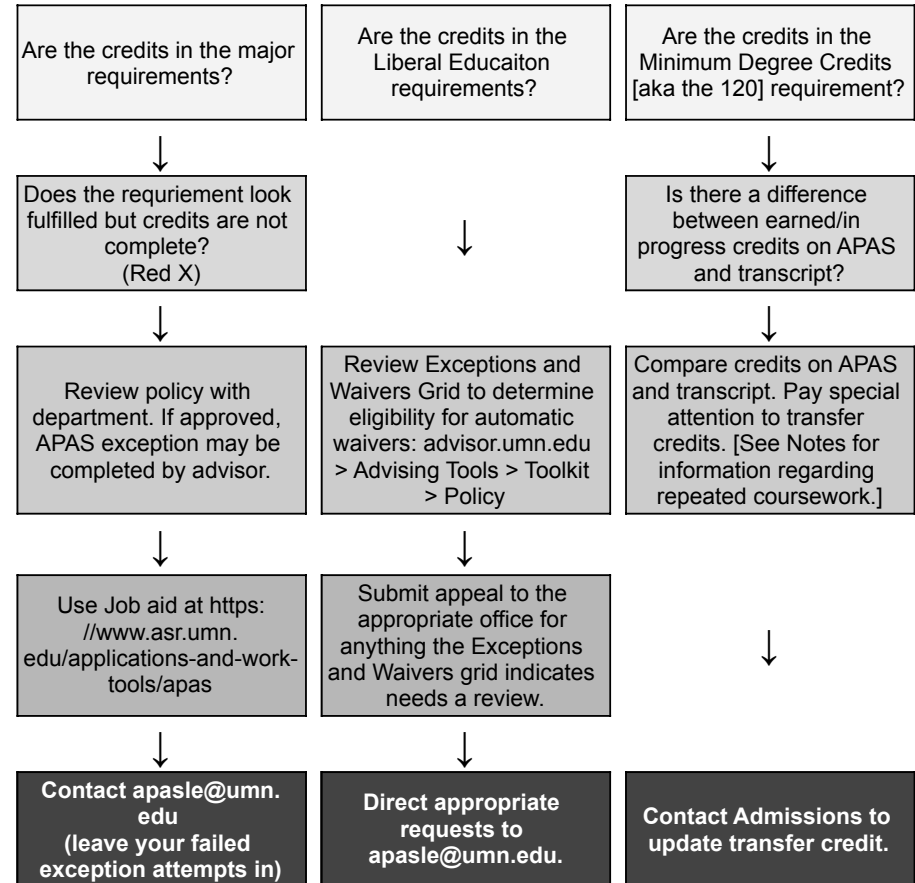 Are the credits in the major
requirements?
Are the credits in the
Liberal Educaiton
requirements?
Are the credits in the
Minimum Degree Credits
[aka the 120] requirement?
↓
↓
Does the requriement look
fulfilled but credits are not
complete?
(Red X)
↓
Is there a difference
between earned/in
progress credits on APAS
and transcript?
↓
↓
Review policy with
department. If approved,
APAS exception may be
completed by advisor.
Review Exceptions and
Waivers Grid to determine
eligibility for automatic
waivers: advisor.umn.edu
> Advising Tools > Toolkit
> Policy
Compare credits on APAS
and transcript. Pay special
attention to transfer
credits. [See Notes for
information regarding
repeated coursework.]
↓
↓
Use Job aid at https:
//www.asr.umn.
edu/applications-and-work-
tools/apas
Submit appeal to the
appropriate office for
anything the Exceptions
and Waivers grid indicates
needs a review.
↓
↓
↓
Contact apasle@umn.
edu
(leave your failed
exception attempts in)
Direct appropriate
requests to
apasle@umn.edu.
Contact Admissions to
update transfer credit.